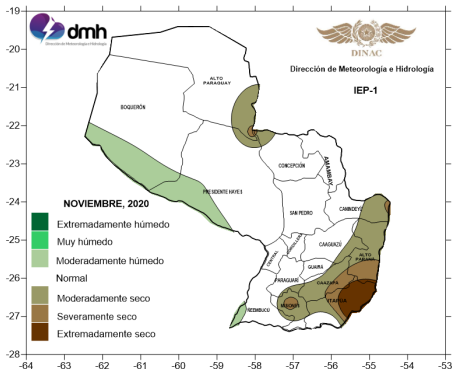 −19
−20
−21
−22
−23
−24
−25
−26
−27
−28
−64
−63
−62
−61
−60
−59
−58
−57
−56
−55
−54
−53
dmh
Dirección de Meteorología e Hidrología
DINAC
Dirección de Meteorología e Hidrología
IEP-1
ALTO
PARAGUAY
BOQUERÓN
PRESIDENTE HAYES
CONCEPCIÓN
AMAMBAY
SAN PEDRO
CANINDEYÚ
CAAGUAZÚ
CORDILLERA
CENTRAL
ALTO
PARANÁ
GUAIRÁ
PARAGUARÍ
CAAZAPÁ
ÑEEMBUCÚ
MISIONES
ITAPÚA
NOVIEMBRE, 2020
Extremadamente húmedo
Muy húmedo
Moderadamente húmedo
Normal
Moderadamente seco
Severamente seco
Extremadamente seco